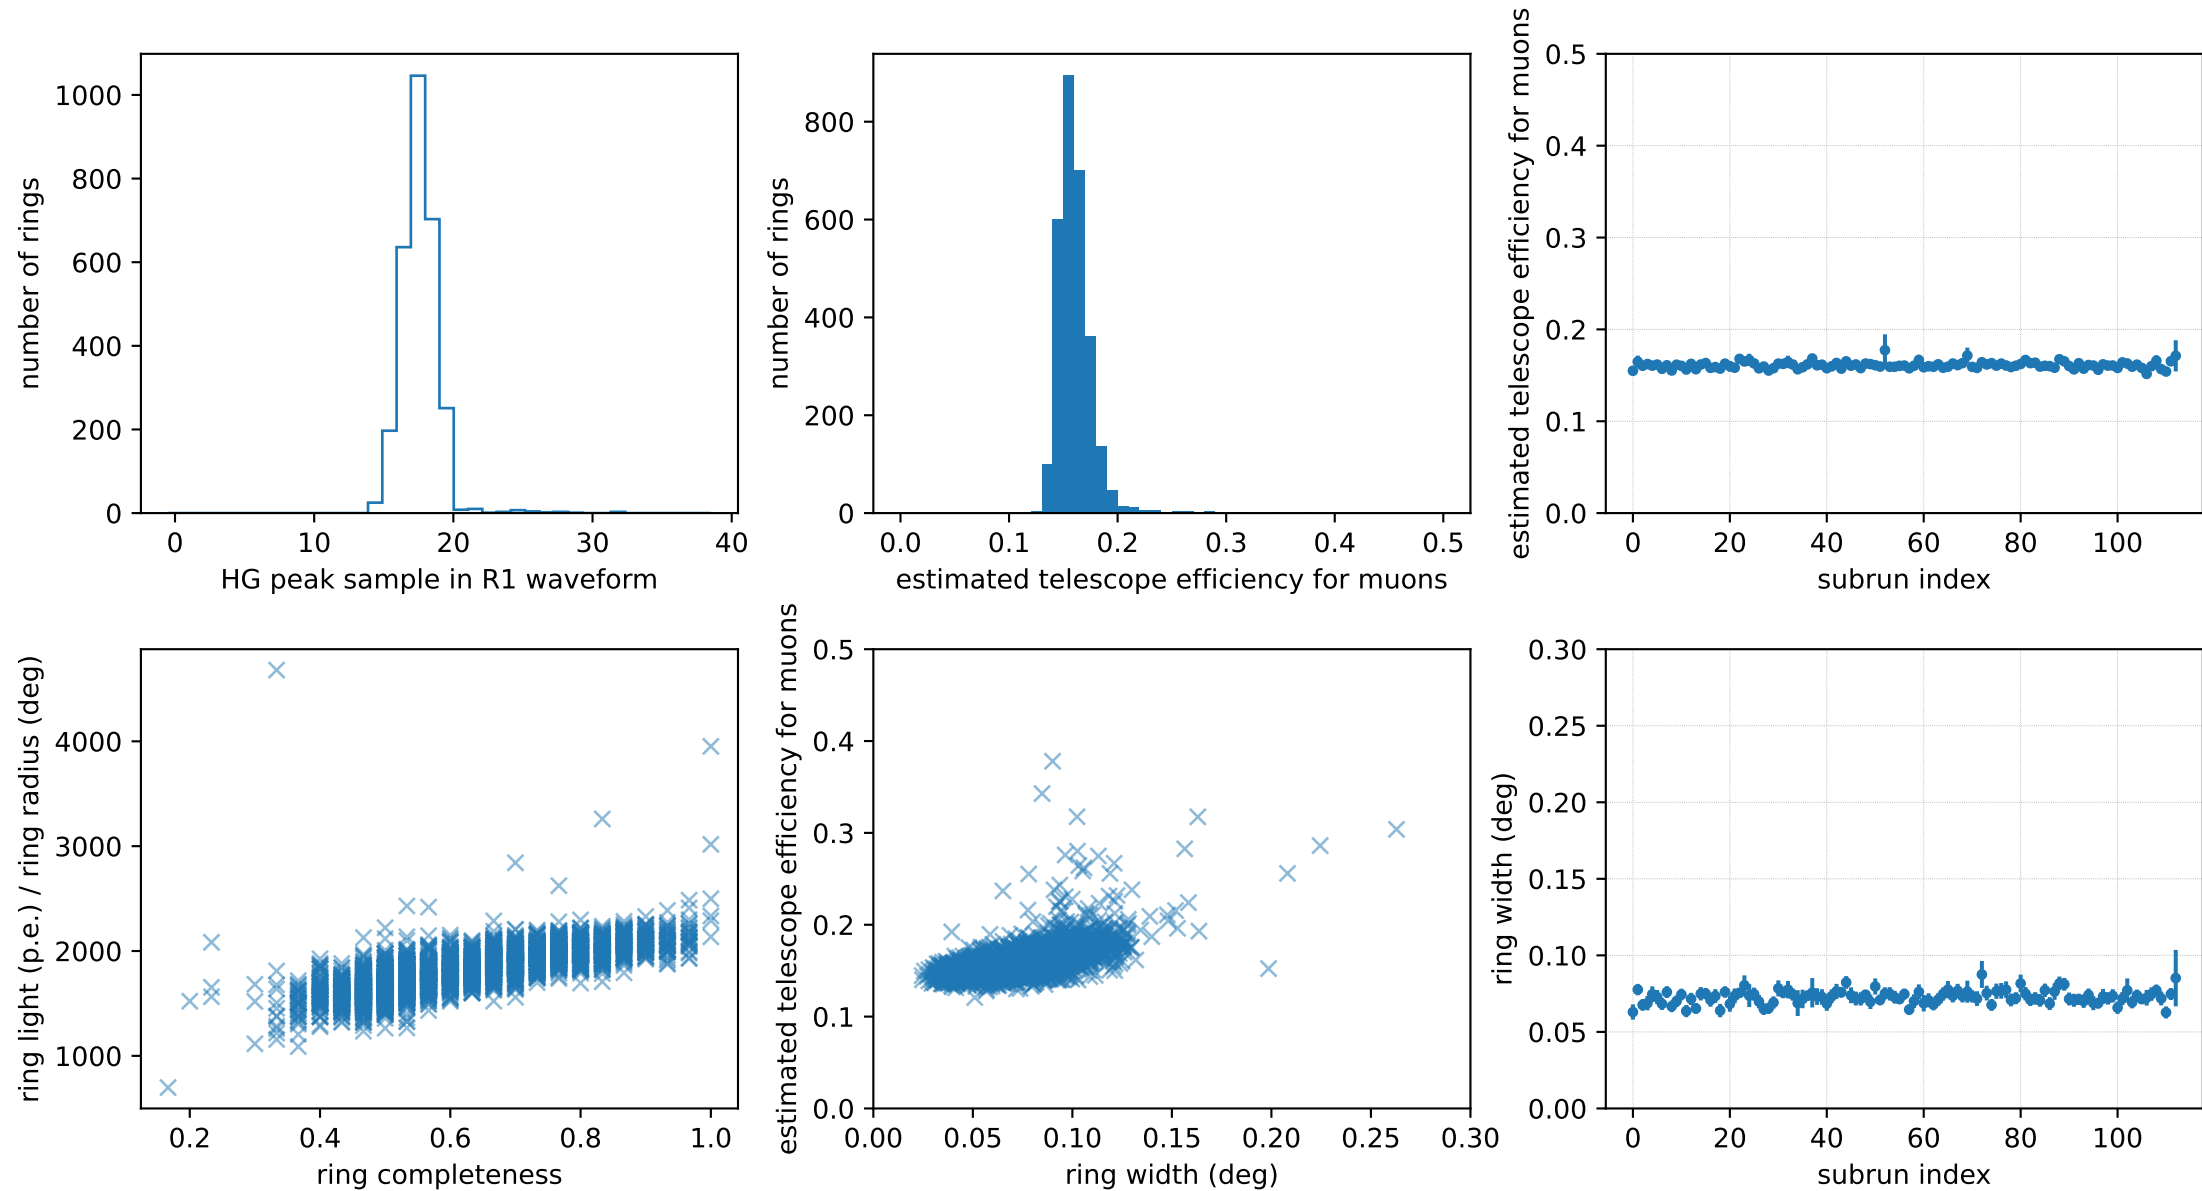 number of rings
1000
800
600
400
200
0
0 10 20 30 40
HG peak sample in R1 waveform
number of rings
800
600
400
200
0
0.0 0.1 0.2 0.3 0.4 0.5
estimated telescope efficiency for muons
estimated telescope efficiency for muons
0.5
0.4
0.3
0.2
0.1
0.0
0 20 40 60 80 100
subrun index
ring light (p.e.) / ring radius (deg)
4000
3000
2000
1000
0.2 0.4 0.6 0.8 1.0
ring completeness
estimated telescope efficiency for muons
0.5
0.4
0.3
0.2
0.1
0.0
0.00 0.05 0.10 0.15 0.20 0.25 0.30
ring width (deg)
ring width (deg)
0.30
0.25
0.20
0.15
0.10
0.05
0.00
0 20 40 60 80 100
subrun index